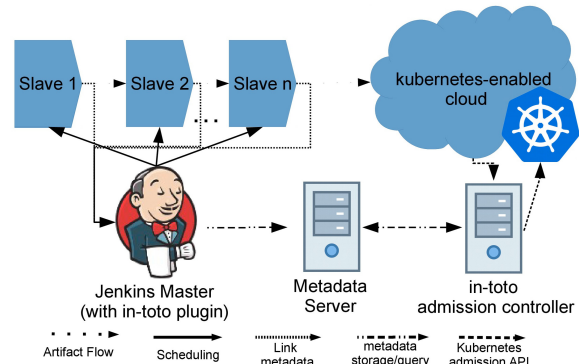 Slave 1
Slave 2
Slave n
. . .
kubernetes-enabled
cloud
Jenkins Master
(with in-toto plugin)
Metadata
Server
in-toto
admission controller
Artifact Flow
Scheduling
Link
metadata
metadata
storage/query
Kubernetes
admission API